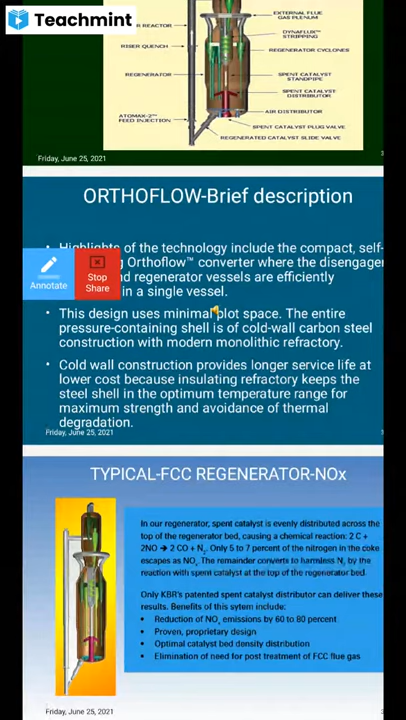 Teachmint
EXTERNAL FLUE
GAS PLENUM
R REACTOR
DYNAFLUX™
STRIPPING
RISER QUENCH
REGENERATOR CYCLONES
REGENERATOR
SPENT CATALYST
STANDPIPE
SPENT CATALYST
DISTRIBUTOR
ATOMAX-2™
FEED INJECTION
AIR DISTRIBUTOR
SPENT CATALYST PLUG VALVE
REGENERATED CATALYST SLIDE VALVE
Friday, June 25, 2021
ORTHOFLOW-Brief description
• Highlights of the technology include the compact, self-
g Orthoflow™ converter where the disengager
nd regenerator vessels are efficiently
in a single vessel.
Annotate
Stop
Share
• This design uses minimal plot space. The entire
pressure-containing shell is of cold-wall carbon steel
construction with modern monolithic refractory.
• Cold wall construction provides longer service life at
lower cost because insulating refractory keeps the
steel shell in the optimum temperature range for
maximum strength and avoidance of thermal
degradation.
Friday, June 25, 2021
TYPICAL-FCC REGENERATOR-NOx
In our regenerator, spent catalyst is evenly distributed across the
top of the regenerator bed, causing a chemical reaction: 2 C +
2NO → 2 CO + N₂. Only 5 to 7 percent of the nitrogen in the coke
escapes as NOₓ. The remainder converts to harmless N₂ by the
reaction with spent catalyst at the top of the regenerator bed.
Only KBR's patented spent catalyst distributor can deliver these
results. Benefits of this sytem include:
• Reduction of NOₓ emissions by 60 to 80 percent
• Proven, proprietary design
• Optimal catalyst bed density distribution
• Elimination of need for post treatment of FCC flue gas.
Friday, June 25, 2021